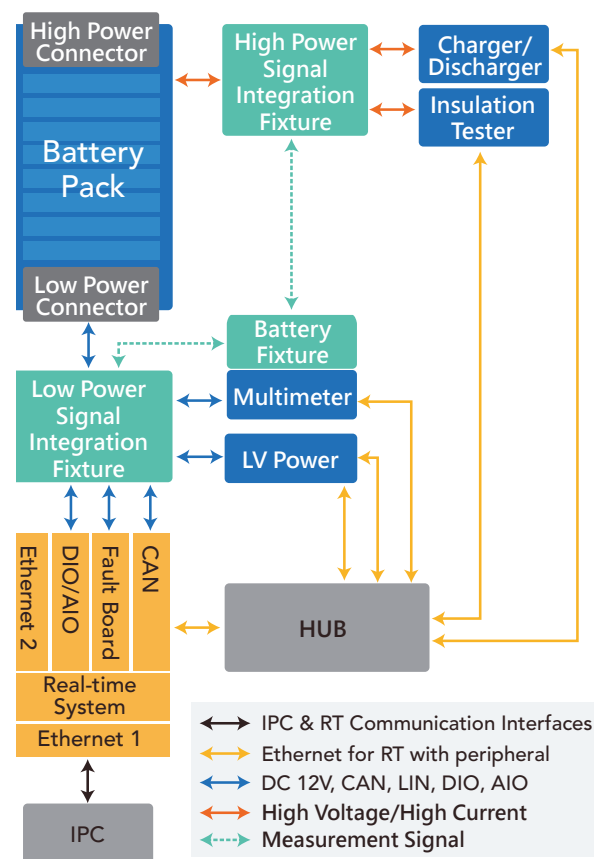 High Power
Connector
Battery
Pack
Low Power
Connector
High Power
Signal
Integration
Fixture
Charger/
Discharger
Insulation
Tester
Battery
Fixture
Multimeter
LV Power
Low Power
Signal
Integration
Fixture
Ethernet 2
DIO/AIO
Fault Board
CAN
Real-time
System
Ethernet 1
IPC
HUB
IPC & RT Communication Interfaces
Ethernet for RT with peripheral
DC 12V, CAN, LIN, DIO, AIO
High Voltage/High Current
Measurement Signal